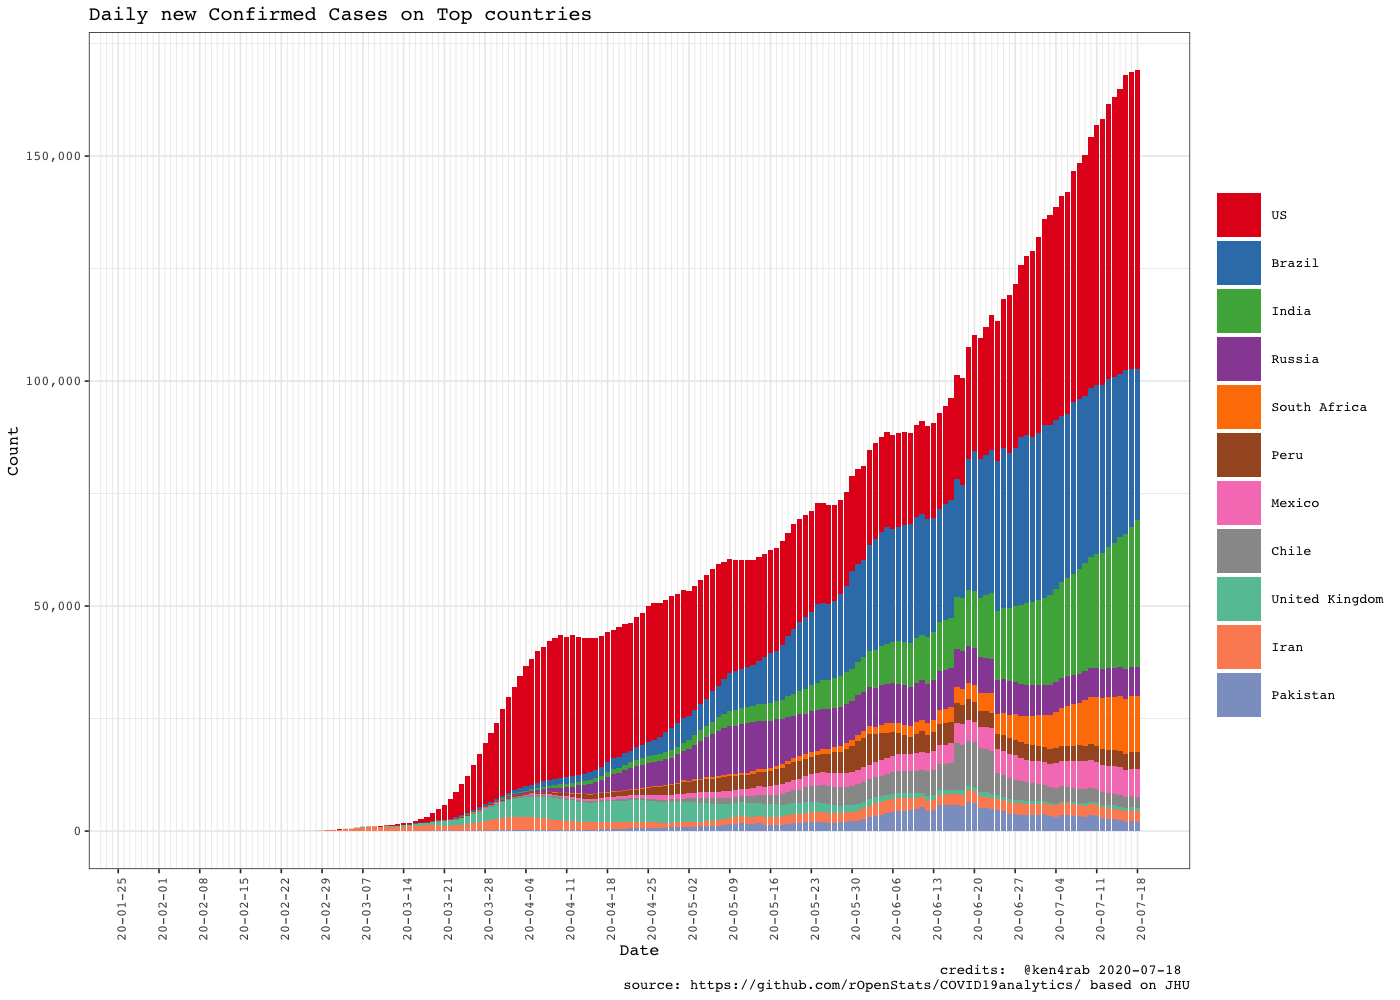 Daily new Confirmed Cases on Top countries
150,000
100,000
50,000
0
Count
20-01-25
20-02-01
20-02-08
20-02-15
20-02-22
20-02-29
20-03-07
20-03-14
20-03-21
20-03-28
20-04-04
20-04-11
20-04-18
20-04-25
20-05-02
20-05-09
20-05-16
20-05-23
20-05-30
20-06-06
20-06-13
20-06-20
20-06-27
20-07-04
20-07-11
20-07-18
Date
US
Brazil
India
Russia
South Africa
Peru
Mexico
Chile
United Kingdom
Iran
Pakistan
credits:  @ken4rab 2020-07-18
source: https://github.com/rOpenStats/COVID19analytics/ based on JHU